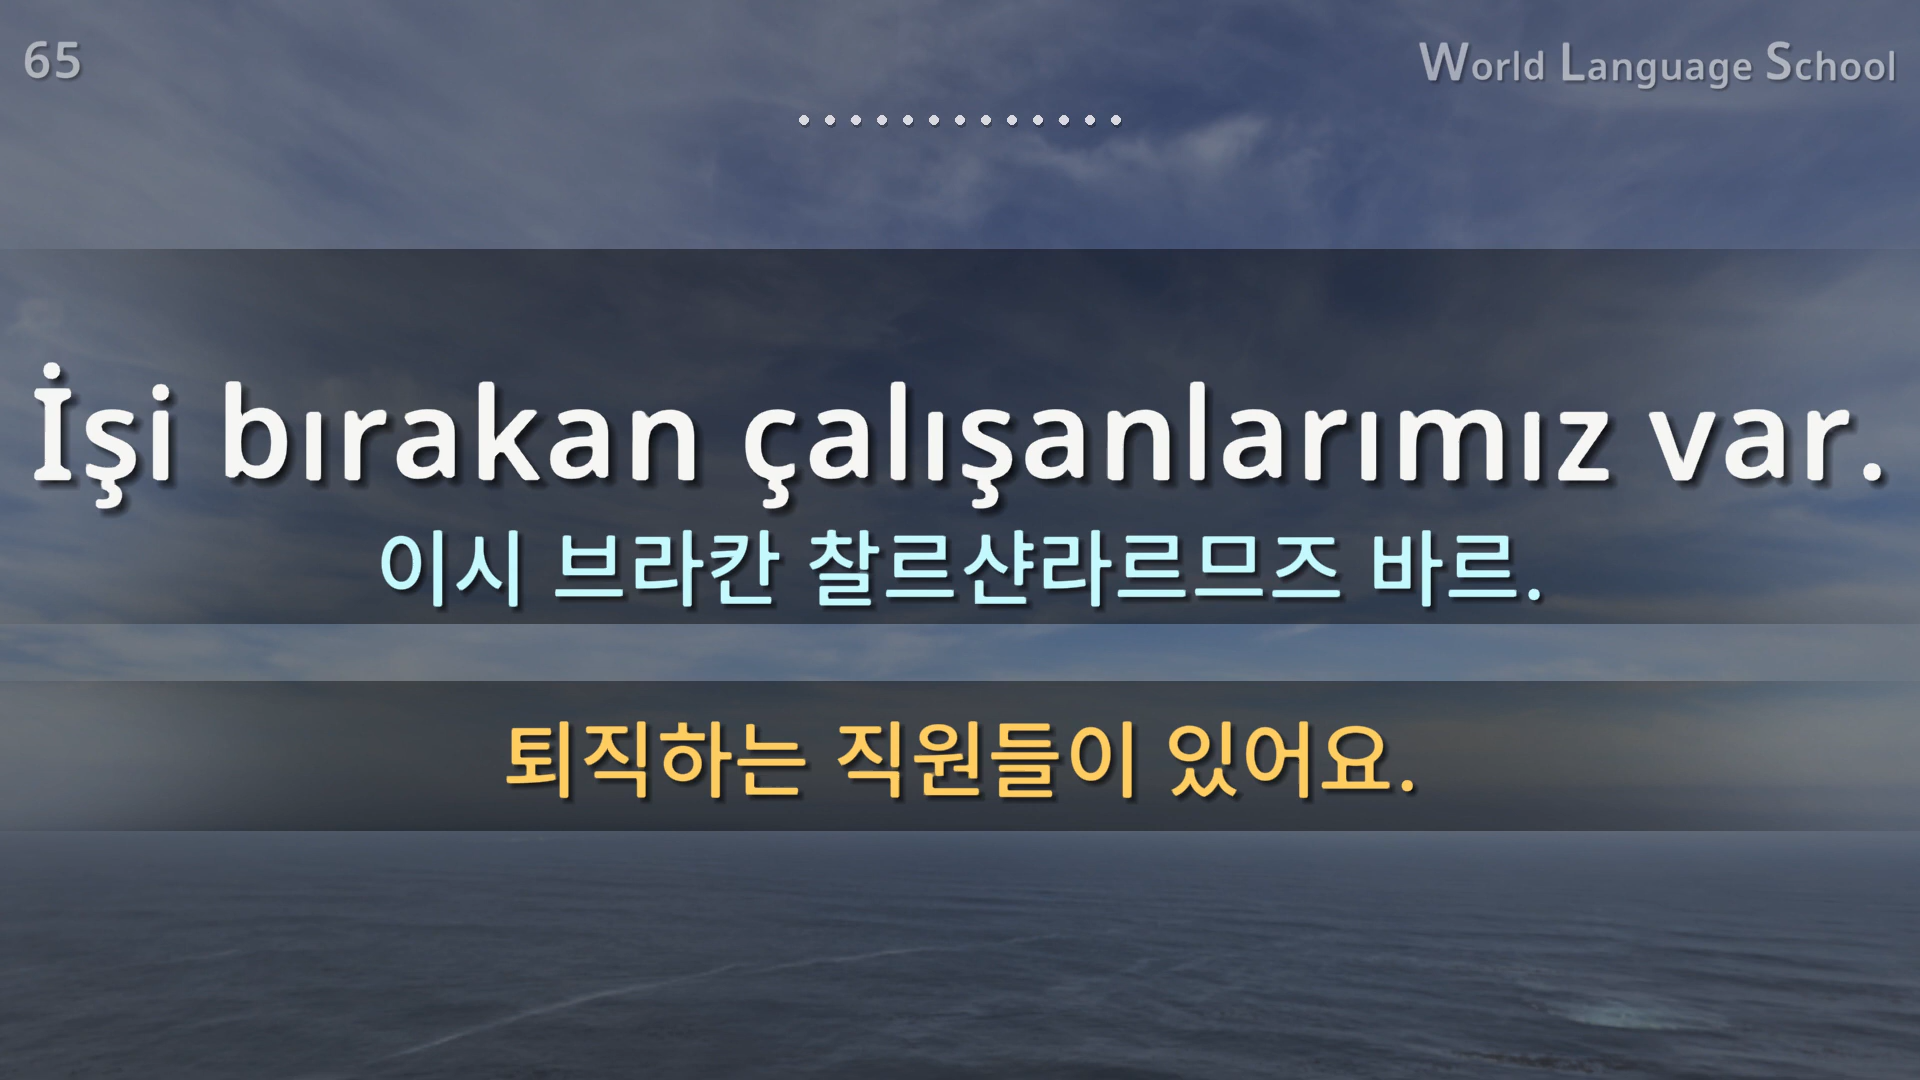 65
World Language School
İşi bırakan çalışanlarımız var.
이시 브라칸 찰르샨라르므즈 바르.
퇴직하는 직원들이 있어요.